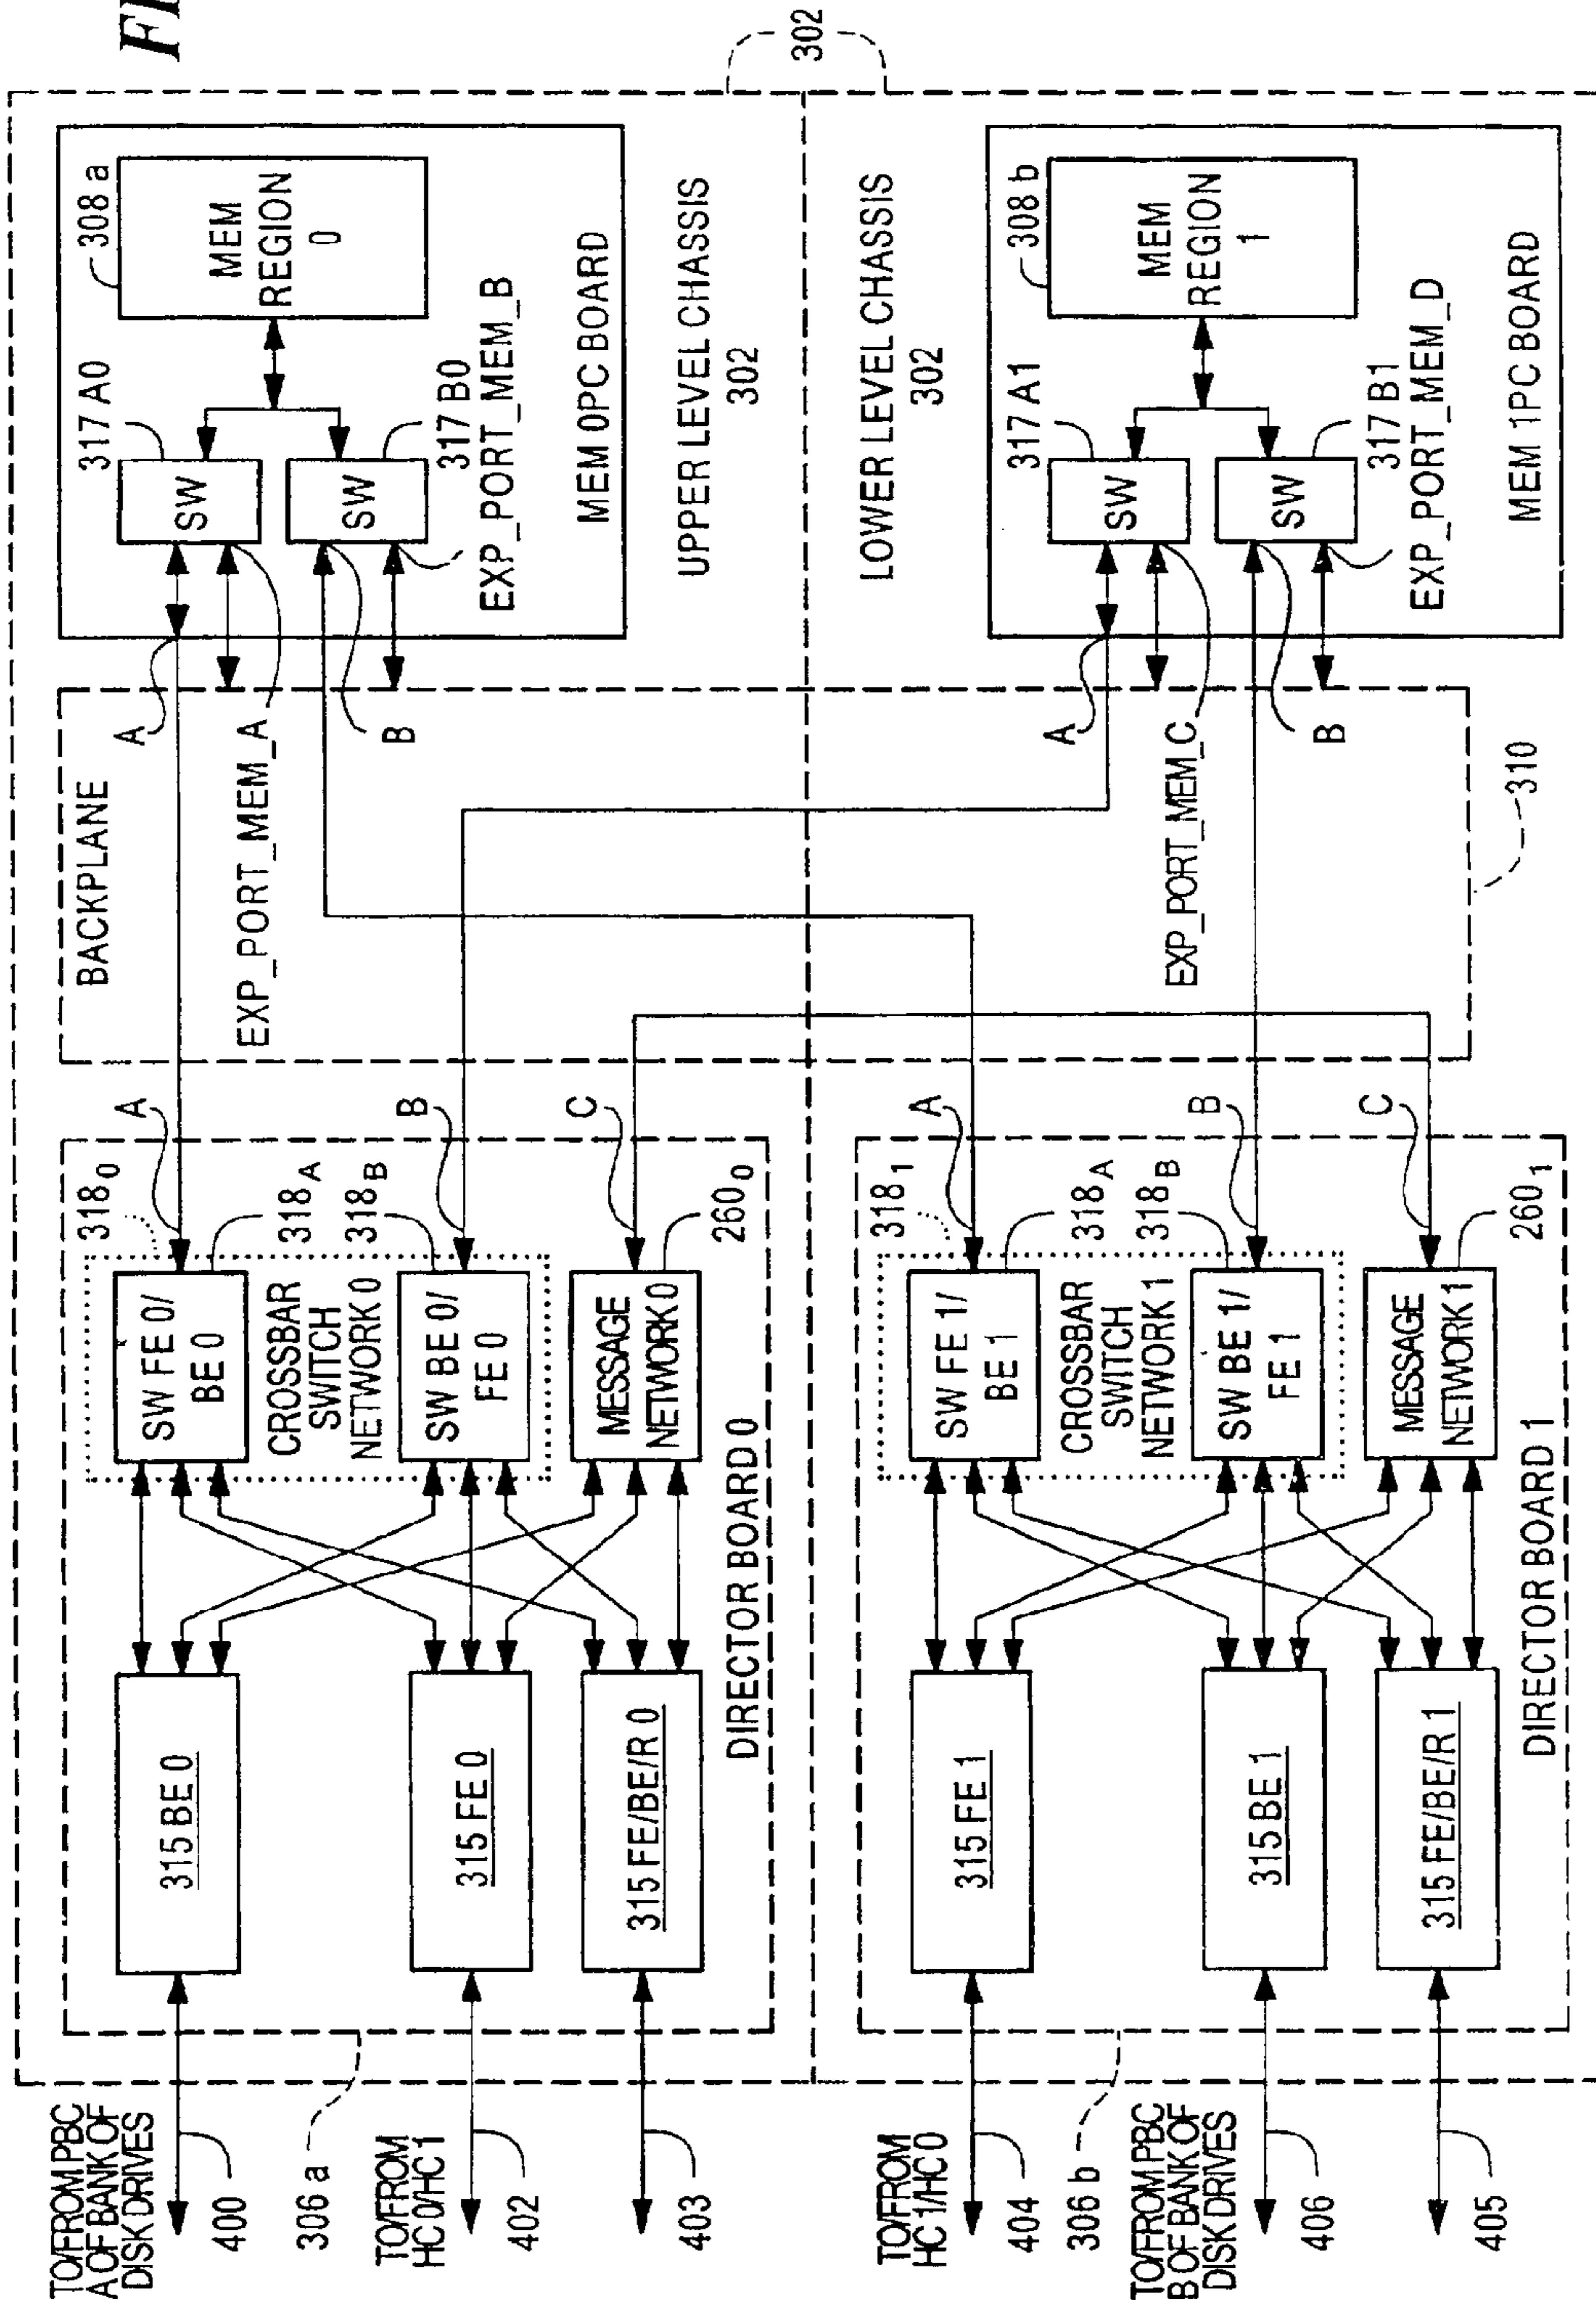 FI
302
308 a
MEM
REGION
0
317 A0
SW
317 B0
SW
EXP_PORT_MEM_B
MEM 0PC BOARD
UPPER LEVEL CHASSIS
302
LOWER LEVEL CHASSIS
302
308 b
MEM
REGION
1
317 A1
SW
317 B1
SW
EXP_PORT_MEM_D
MEM 1PC BOARD
BACKPLANE
A
EXP_PORT_MEM_A
B
A
EXP_PORT_MEM_C
B
310
A
B
C
A
B
C
318₀
318A
318B
260₀
SW FE 0/
BE 0
CROSSBAR
SWITCH
NETWORK 0
SW BE 0/
FE 0
MESSAGE
NETWORK 0
318₁
318A
318B
260₁
SW FE 1/
BE 1
CROSSBAR
SWITCH
NETWORK 1
SW BE 1/
FE 1
MESSAGE
NETWORK 1
315 BE 0
315 FE 0
315 FE/BE/R 0
DIRECTOR BOARD 0
315 FE 1
315 BE 1
315 FE/BE/R 1
DIRECTOR BOARD 1
TO/FROM PBC
A OF BANK OF
DISK DRIVES
400
306 a
TO/FROM
HC 0/HC 1
402
403
TO/FROM
HC 1/HC 0
404
306 b
TO/FROM PBC
B OF BANK OF
DISK DRIVES
406
405